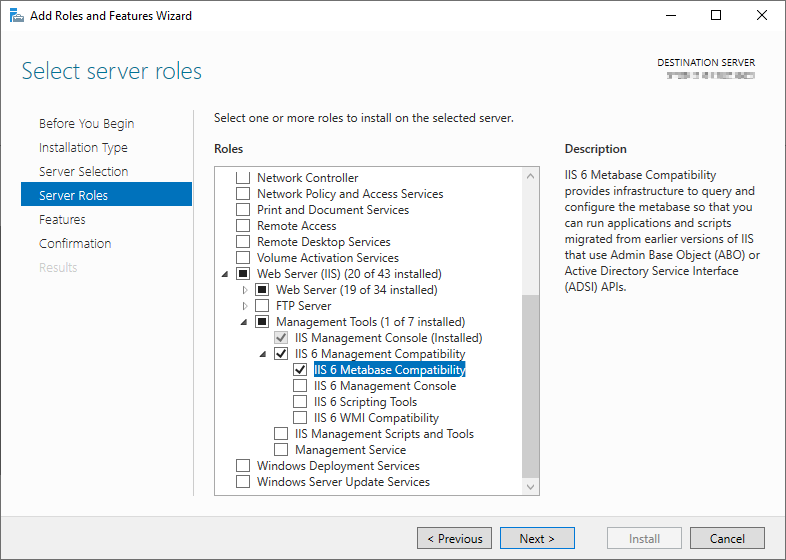 Add Roles and Features Wizard
Select server roles
DESTINATION SERVER
Before You Begin
Installation Type
Server Selection
Server Roles
Features
Confirmation
Results
Select one or more roles to install on the selected server.
Roles
Network Controller
Network Policy and Access Services
Print and Document Services
Remote Access
Remote Desktop Services
Volume Activation Services
Web Server (IIS) (20 of 43 installed)
Web Server (19 of 34 installed)
FTP Server
Management Tools (1 of 7 installed)
IIS Management Console (Installed)
IIS 6 Management Compatibility
IIS 6 Metabase Compatibility
IIS 6 Management Console
IIS 6 Scripting Tools
IIS 6 WMI Compatibility
IIS Management Scripts and Tools
Management Service
Windows Deployment Services
Windows Server Update Services
Description
IIS 6 Metabase Compatibility
provides infrastructure to query and
configure the metabase so that you
can run applications and scripts
migrated from earlier versions of IIS
that use Admin Base Object (ABO) or
Active Directory Service Interface
(ADSI) APIs.
< Previous
Next >
Install
Cancel